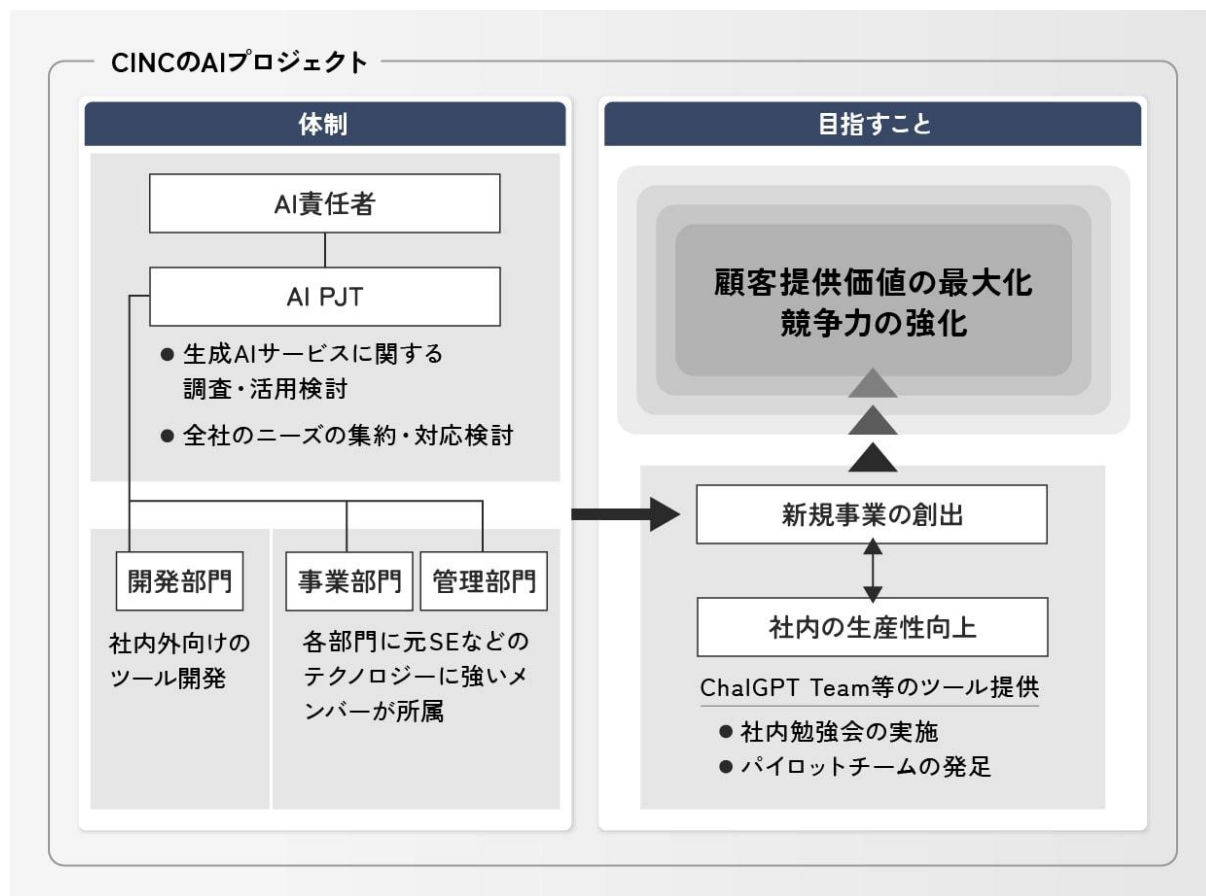 CINCのAIプロジェクト
体制
AI責任者
AI PJT
● 生成AIサービスに関する
調査・活用検討
● 全社のニーズの集約・対応検討
開発部門
社内外向けの
ツール開発
事業部門
管理部門
各部門に元SEなどの
テクノロジーに強いメ
ンバーが所属
目指すこと
顧客提供価値の最大化
競争力の強化
新規事業の創出
社内の生産性向上
ChalGPT Team等のツール提供
● 社内勉強会の実施
● パイロットチームの発足